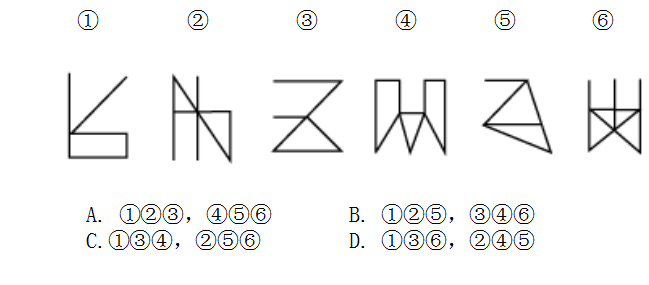 ① ② ③ ④ ⑤ ⑥
A. ①②③，④⑤⑥ B. ①②⑤，③④⑥
C.①③④，②⑤⑥ D. ①③⑥，②④⑤